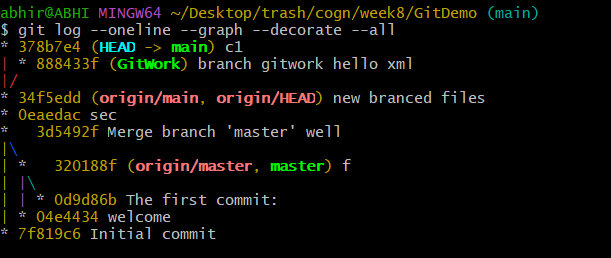 abhir@ABHI MINGW64 ~/Desktop/trash/cogn/week8/GitDemo (main)
$ git log --oneline --graph --decorate --all
* 378b7e4 (HEAD -> main) c1
| * 888433f (GitWork) branch gitwork hello xml
|/
* 34f5edd (origin/main, origin/HEAD) new branced files
* 0eaedac sec
*   3d5492f Merge branch 'master' well
|\
| *   320188f (origin/master, master) f
| |\
| | * 0d9d86b The first commit:
| * 04e4434 welcome
* 7f819c6 Initial commit